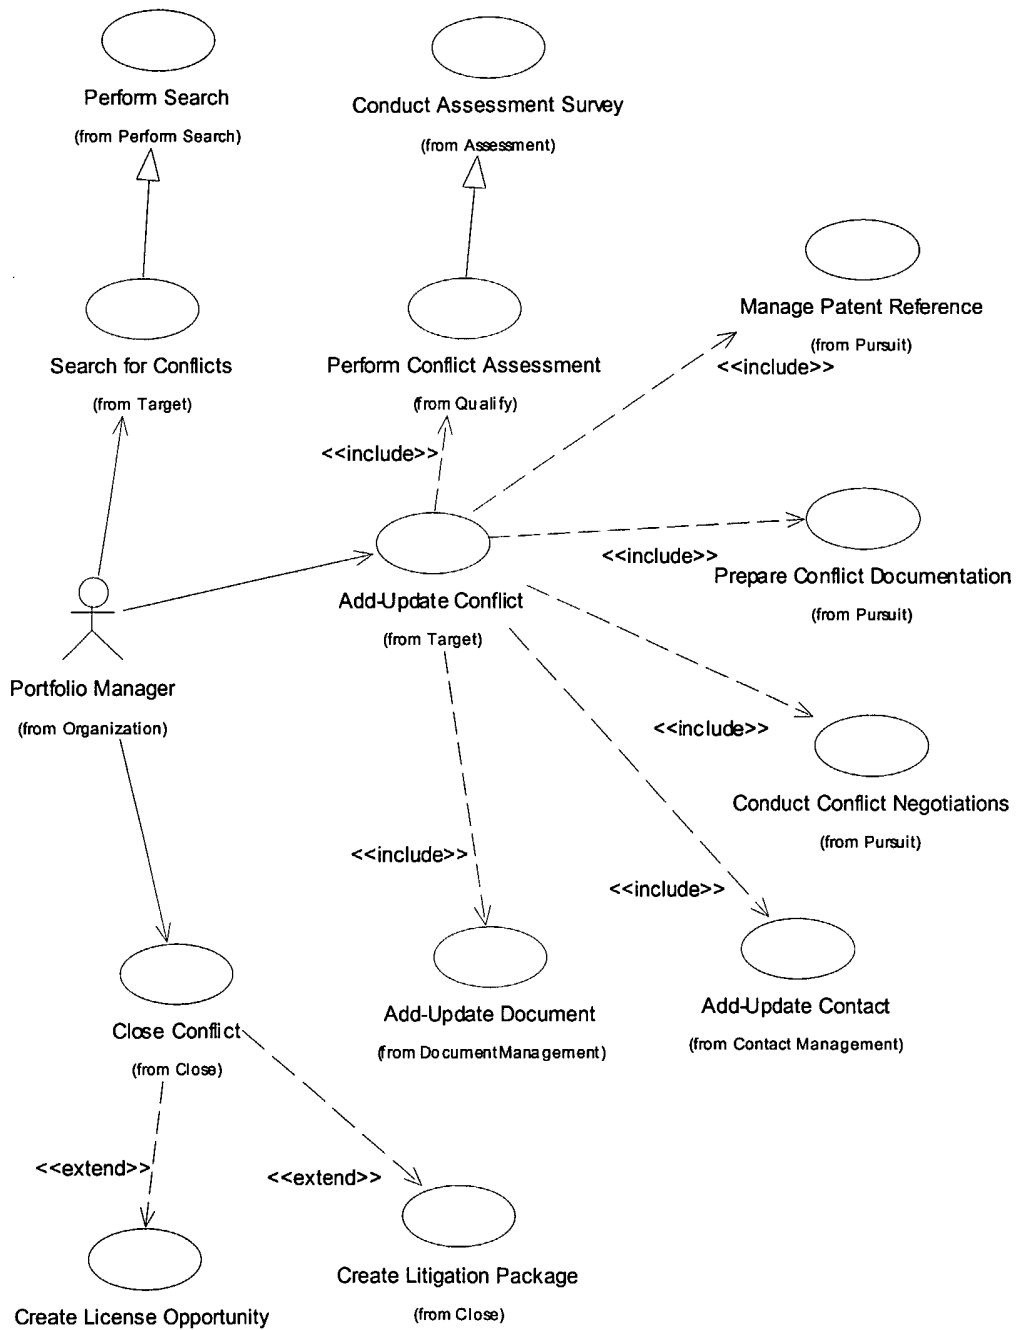 Perform Search
(from Perform Search)
Conduct Assessment Survey
(from Assessment)
Manage Patent Reference
(from Pursuit)
<<include>>
Search for Conflicts
(from Target)
Perform Conflict Assessment
(from Qualify)
<<include>>
<<include>>
Prepare Conflict Documentation
(from Pursuit)
Add-Update Conflict
(from Target)
Portfolio Manager
(from Organization)
<<include>>
Conduct Conflict Negotiations
(from Pursuit)
<<include>>
<<include>>
Add-Update Document
(from DocumentManagement)
Add-Update Contact
(from Contact Management)
Close Conflict
(from Close)
<<extend>>
<<extend>>
Create Litigation Package
(from Close)
Create License Opportunity